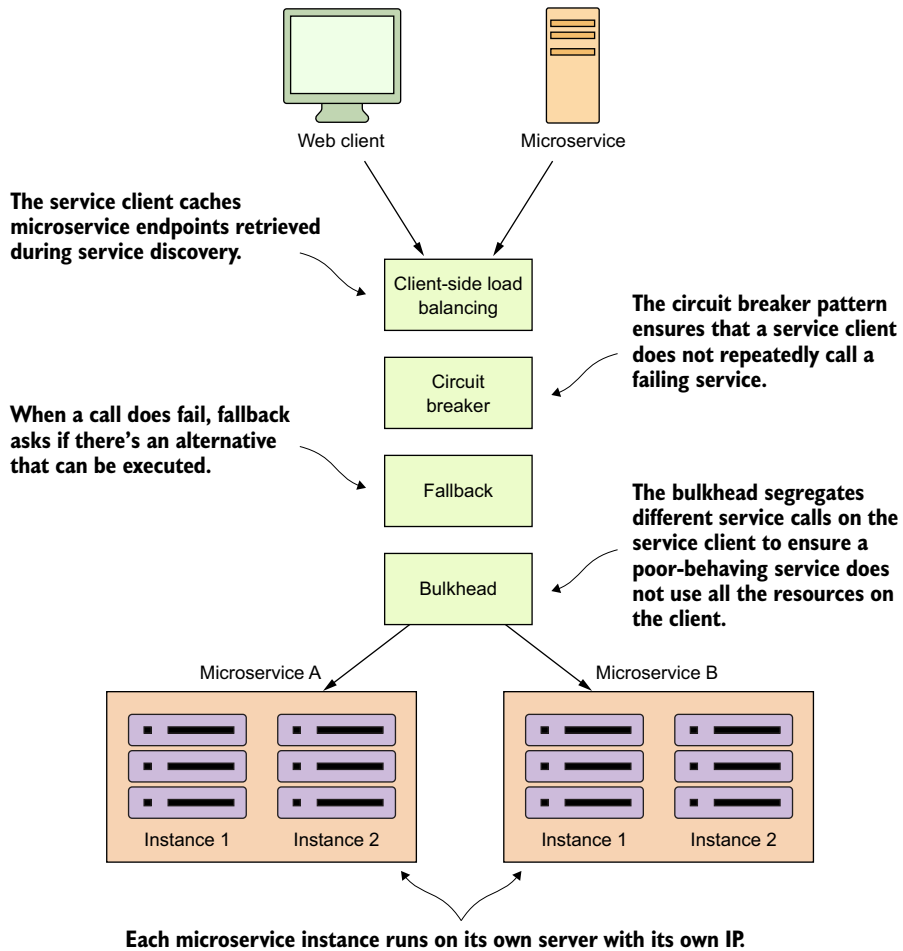 Web client
Microservice
The service client caches
microservice endpoints retrieved
during service discovery.
Client-side load
balancing
The circuit breaker pattern
ensures that a service client
does not repeatedly call a
failing service.
Circuit
breaker
When a call does fail, fallback
asks if there’s an alternative
that can be executed.
Fallback
The bulkhead segregates
different service calls on the
service client to ensure a
poor-behaving service does
not use all the resources on
the client.
Bulkhead
Microservice A
Microservice B
Instance 1
Instance 2
Instance 1
Instance 2
Each microservice instance runs on its own server with its own IP.